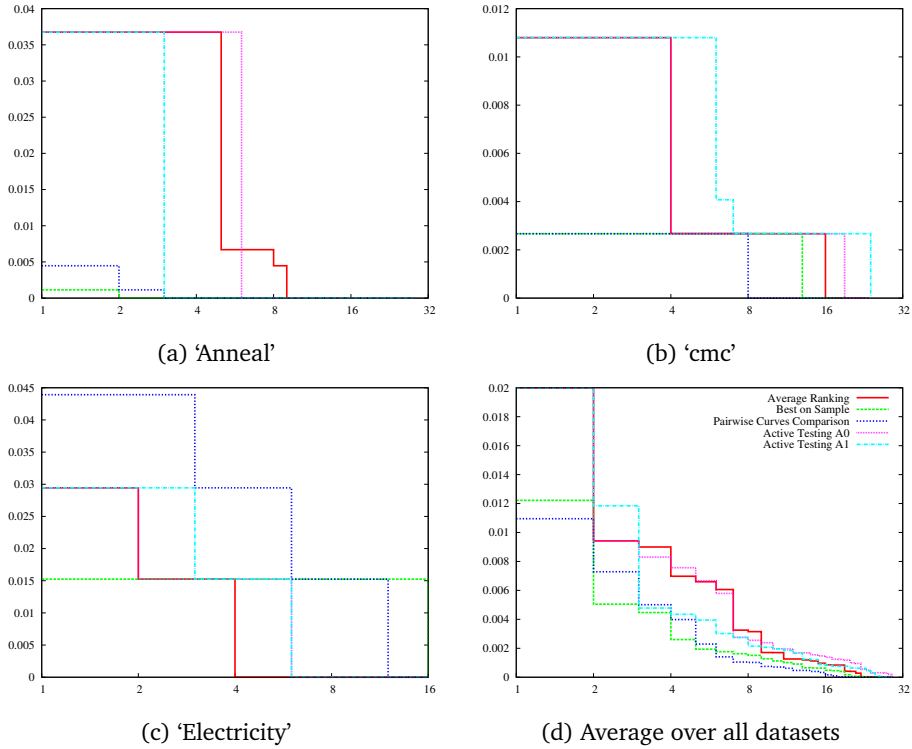 0.04
0.035
0.03
0.025
0.02
0.015
0.01
0.005
0
1 2 4 8 16 32
(a) ‘Anneal’
0.012
0.01
0.008
0.006
0.004
0.002
0
1 2 4 8 16 32
(b) ‘cmc’
0.045
0.04
0.035
0.03
0.025
0.02
0.015
0.01
0.005
0
1 2 4 8 16
(c) ‘Electricity’
0.02
0.018
0.016
0.014
0.012
0.01
0.008
0.006
0.004
0.002
0
1 2 4 8 16 32
Average Ranking
Best on Sample
Pairwise Curves Comparison
Active Testing A0
Active Testing A1
(d) Average over all datasets